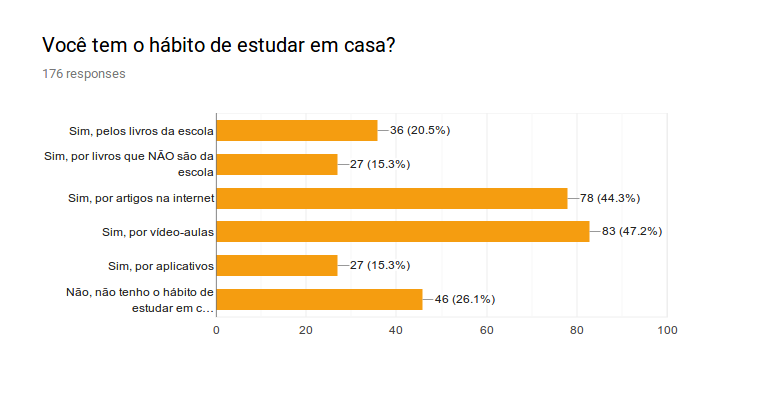 Você tem o hábito de estudar em casa?
176 responses
Sim, pelos livros da escola
36 (20.5%)
Sim, por livros que NÃO são da
escola
27 (15.3%)
Sim, por artigos na internet
78 (44.3%)
Sim, por vídeo-aulas
83 (47.2%)
Sim, por aplicativos
27 (15.3%)
Não, não tenho o hábito de
estudar em c…
46 (26.1%)
0 20 40 60 80 100